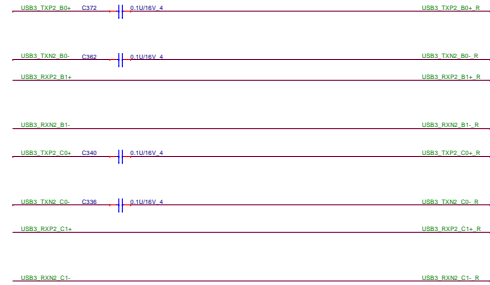 USB3_TXP2_B0+ C372 0.1U/16V_4 USB3_TXP2_B0+_R
USB3_TXN2_B0- C362 0.1U/16V_4 USB3_TXN2_B0-_R
USB3_RXP2_B1+ USB3_RXP2_B1+_R
USB3_RXN2_B1- USB3_RXN2_B1-_R
USB3_TXP2_C0+ C340 0.1U/16V_4 USB3_TXP2_C0+_R
USB3_TXN2_C0- C336 0.1U/16V_4 USB3_TXN2_C0-_R
USB3_RXP2_C1+ USB3_RXP2_C1+_R
USB3_RXN2_C1- USB3_RXN2_C1-_R